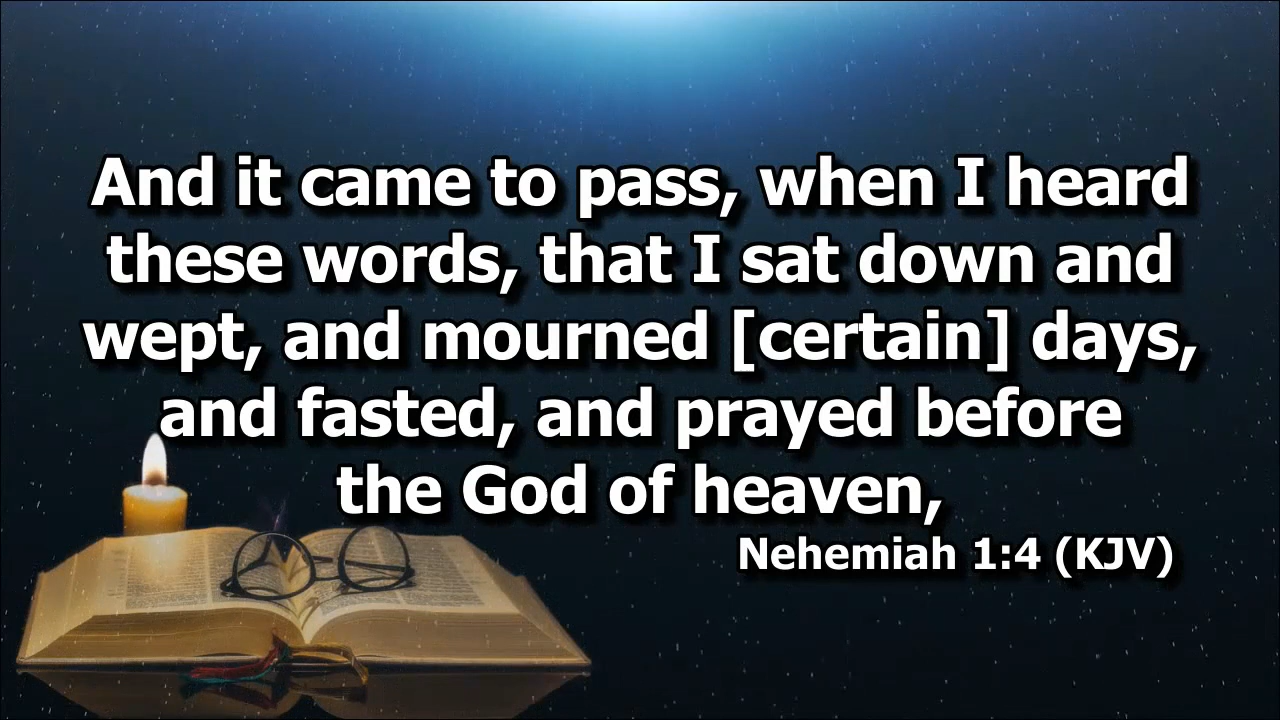 And it came to pass, when I heard
these words, that I sat down and
wept, and mourned [certain] days,
and fasted, and prayed before
the God of heaven,
Nehemiah 1:4 (KJV)